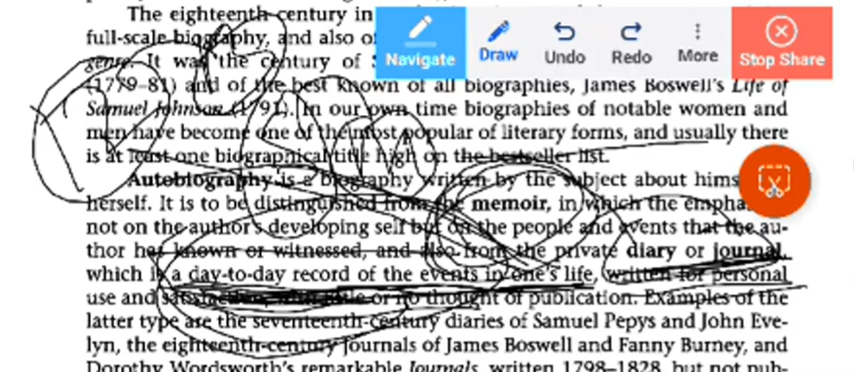 The eighteenth century in
full-scale biography, and also of
genre. It was the century of
(1779–81) and of the best known of all biographies, James Boswell's Life of
Samuel Johnson (1791). In our own time biographies of notable women and
men have become one of the most popular of literary forms, and usually there
is at least one biographical title high on the bestseller list.
Autobiography is a biography written by the subject about
herself. It is to be distinguished from the memoir, in which the
not on the author's developing self but on the people and events that the au-
thor has known or witnessed, and also from the private diary or journal,
which is a day-to-day record of the events in one's life, written for personal
use and satisfaction, with little or no thought of publication. Examples of the
latter type are the seventeenth-century diaries of Samuel Pepys and John Eve-
lyn, the eighteenth-century journals of James Boswell and Fanny Burney, and
Dorothy Wordsworth's remarkable Journals, written 1798–1828, but not pub-
Navigate
Draw
Undo
Redo
More
Stop Share